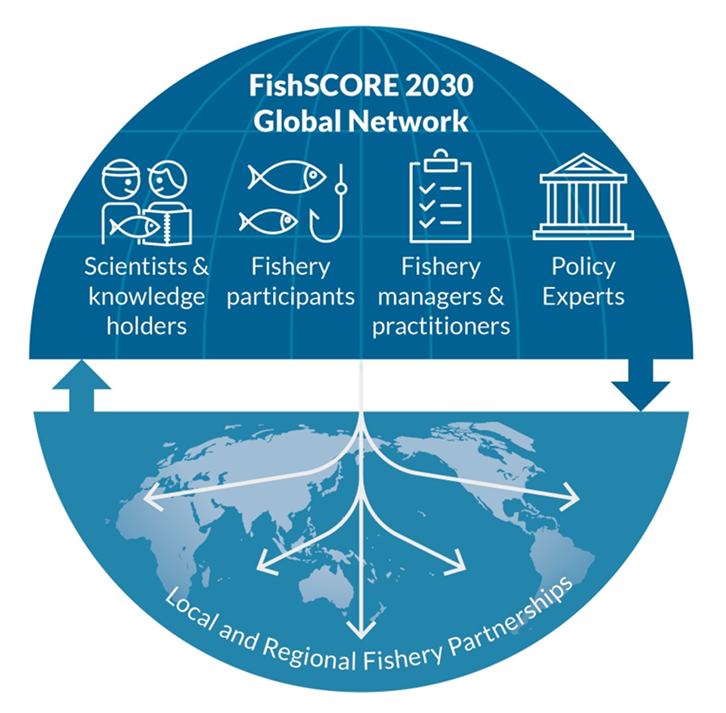 FishSCORE 2030
Global Network
Scientists &
knowledge
holders
Fishery
participants
Fishery
managers &
practitioners
Policy
Experts
Local and Regional Fishery Partnerships